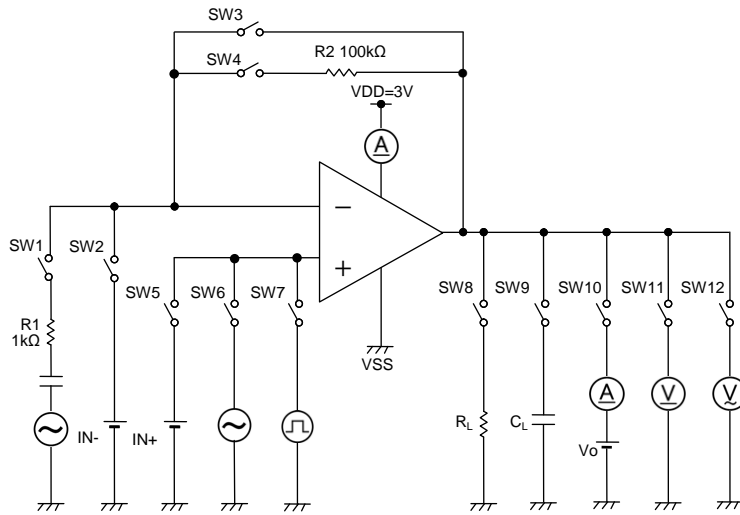 SW3
SW4
R2 100kΩ
VDD=3V
A
−
+
SW1
SW2
SW5
SW6
SW7
SW8
SW9
SW10
SW11
SW12
R1
1kΩ
VSS
A
V
V
IN-
IN+
RL
CL
Vo